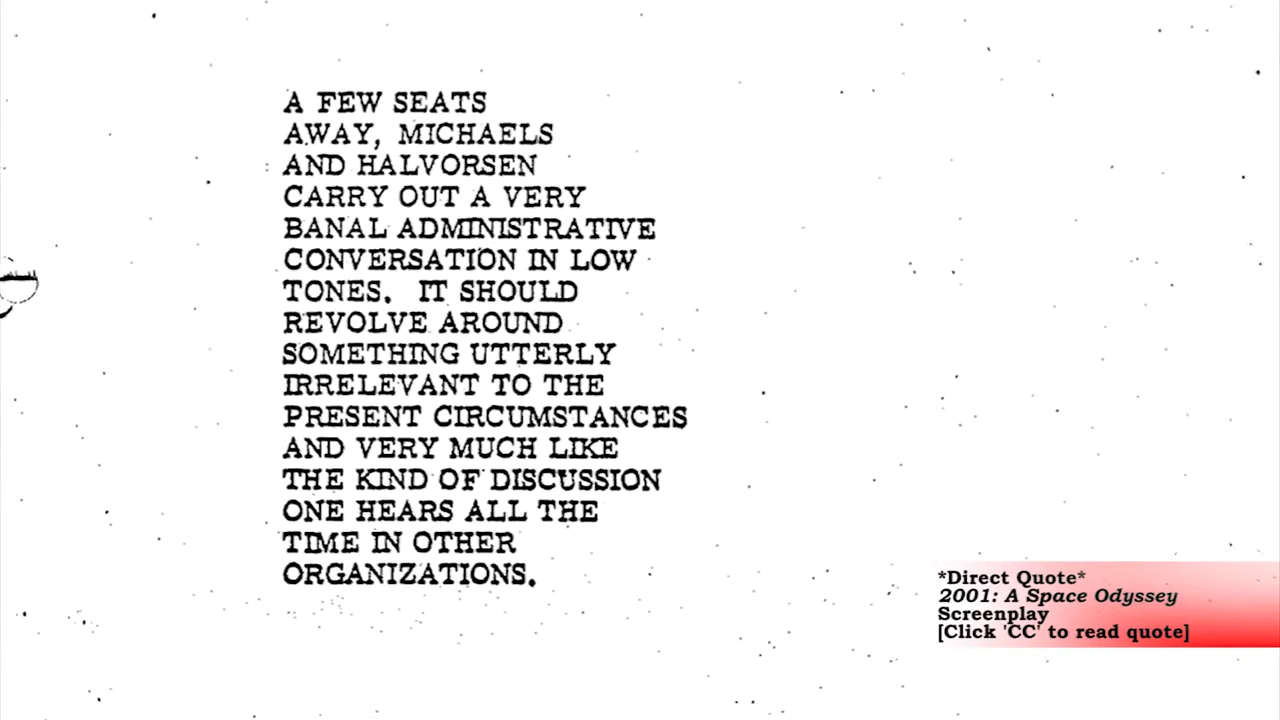 A FEW SEATS
AWAY, MICHAELS
AND HALVORSEN
CARRY OUT A VERY
BANAL ADMINISTRATIVE
CONVERSATION IN LOW
TONES. IT SHOULD
REVOLVE AROUND
SOMETHING UTTERLY
IRRELEVANT TO THE
PRESENT CIRCUMSTANCES
AND VERY MUCH LIKE
THE KIND OF DISCUSSION
ONE HEARS ALL THE
TIME IN OTHER
ORGANIZATIONS.
*Direct Quote*
2001: A Space Odyssey
Screenplay
[Click 'CC' to read quote]